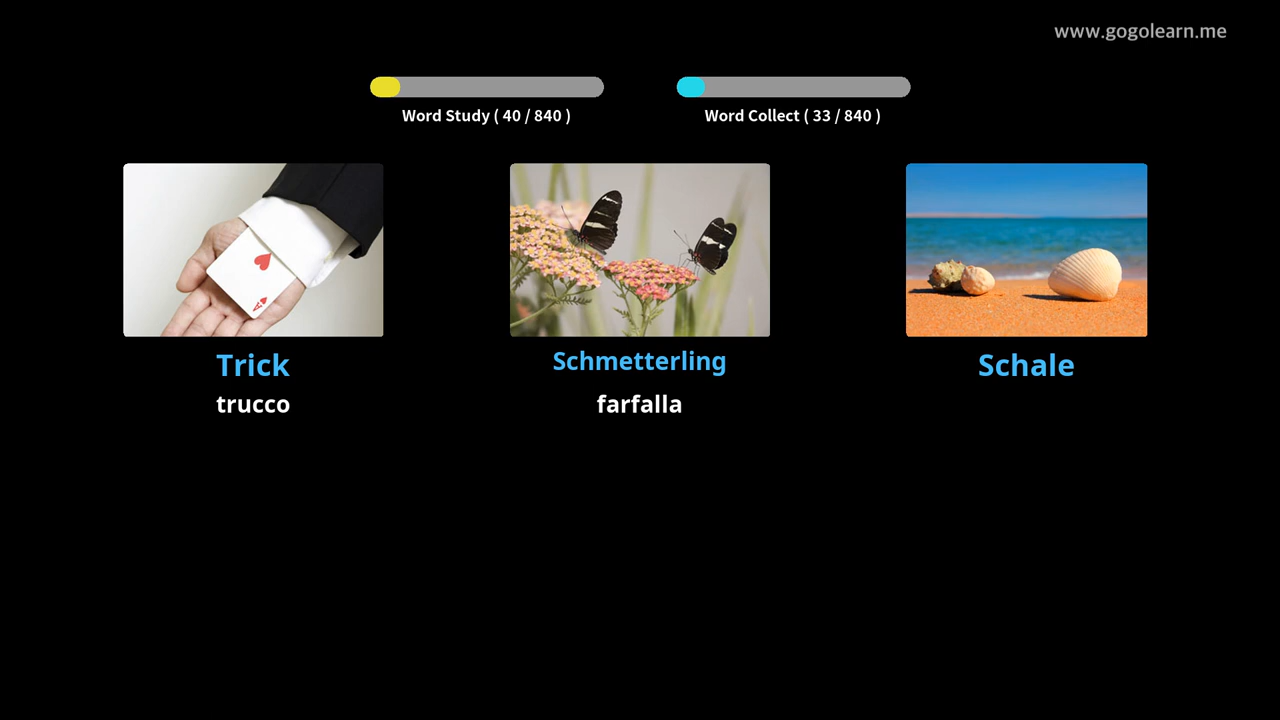 www.gogolearn.me
Word Study ( 40 / 840 )
Word Collect ( 33 / 840 )
Trick
trucco
Schmetterling
farfalla
Schale